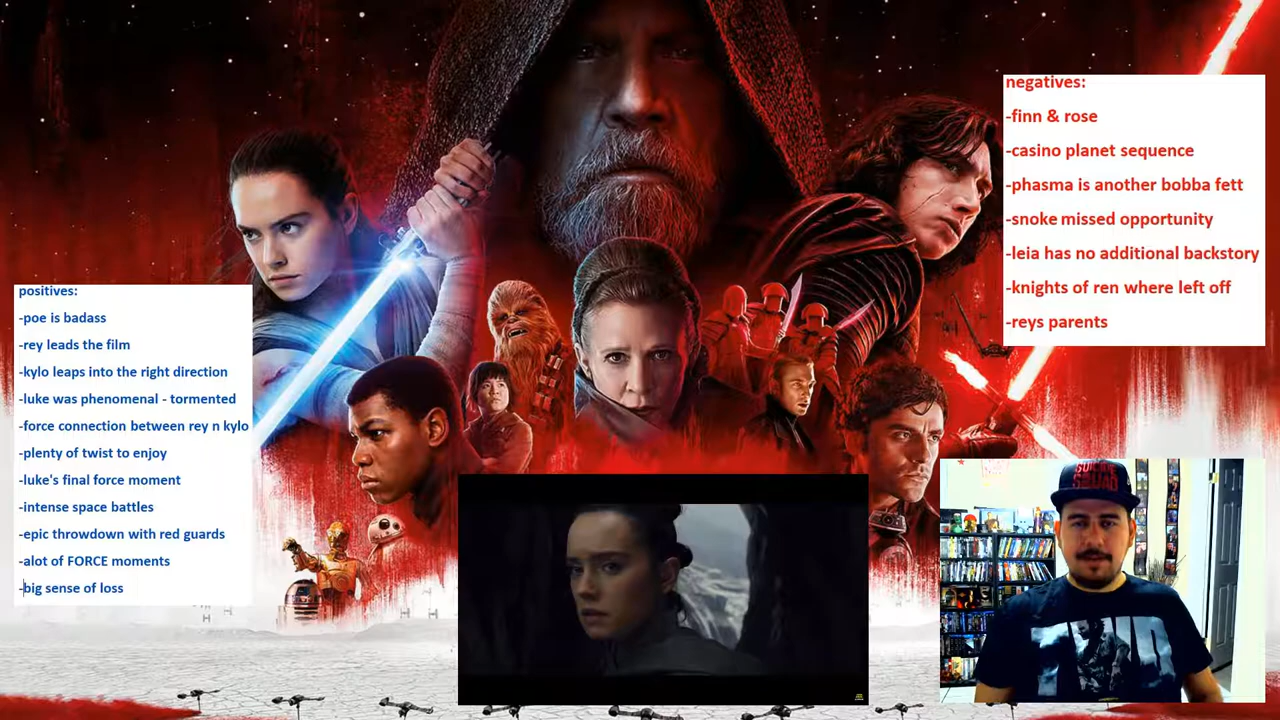 negatives:
-finn & rose
-casino planet sequence
-phasma is another bobba fett
-snoke missed opportunity
-leia has no additional backstory
-knights of ren where left off
-reys parents
positives:
-poe is badass
-rey leads the film
-kylo leaps into the right direction
-luke was phenomenal - tormented
-force connection between rey n kylo
-plenty of twist to enjoy
-luke's final force moment
-intense space battles
-epic throwdown with red guards
-alot of FORCE moments
-big sense of loss
SUICIDE
SQUAD